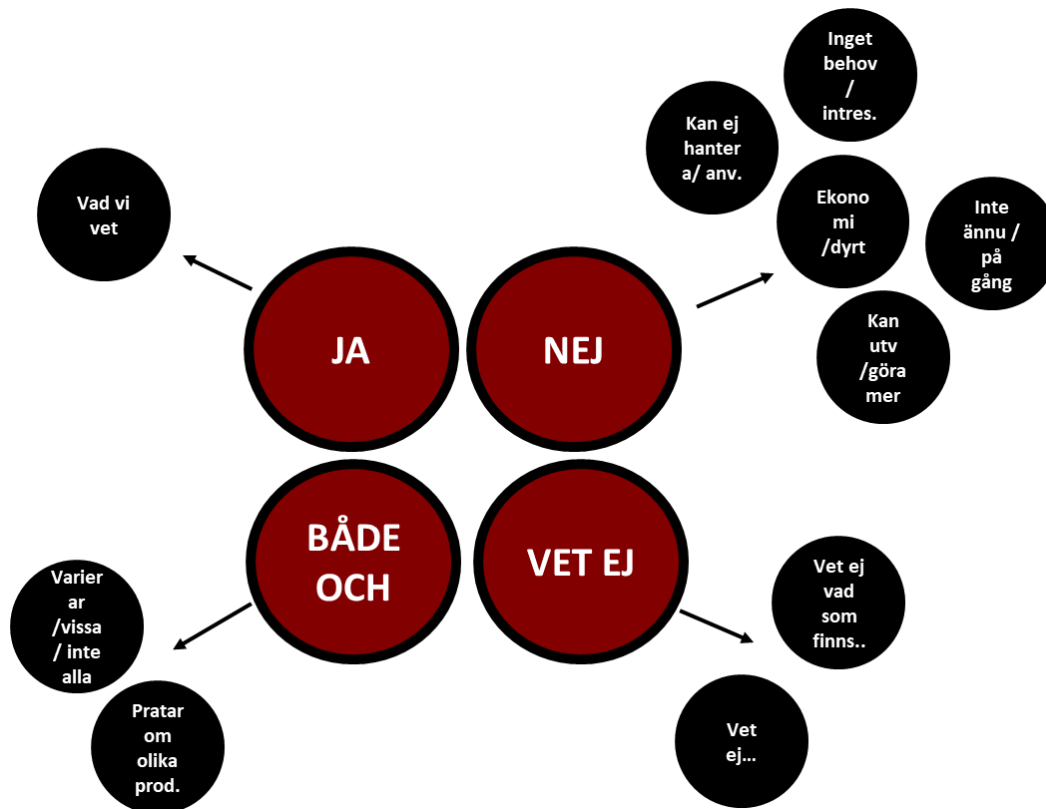 Inget
behov
/
intres.
Kan ej
hanter
a/ anv.
Ekono
mi
/dyrt
Inte
ännu /
på
gång
Kan
utv
/göra
mer
Vad vi
vet
JA
NEJ
BÅDE
OCH
VET EJ
Varier
ar
/vissa
/ inte
alla
Pratar
om
olika
prod.
Vet ej
vad
som
finns..
Vet
ej...